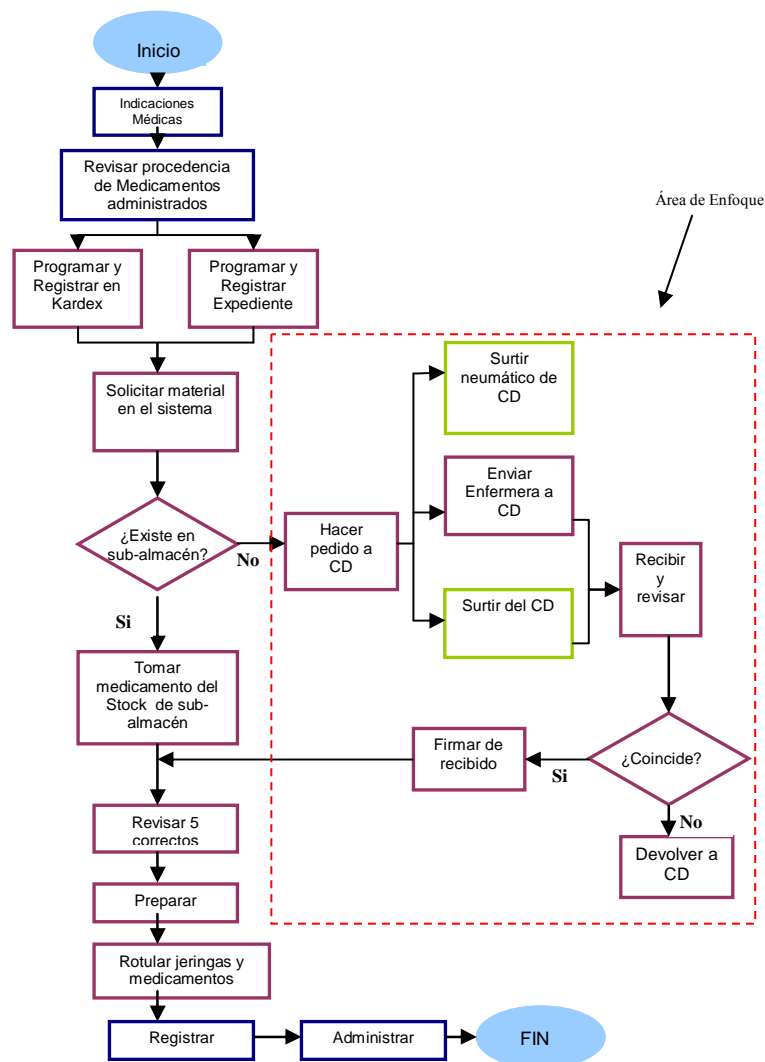 Inicio
Indicaciones
Médicas
Revisar procedencia
de Medicamentos
administrados
Área de Enfoque
Programar y
Registrar en
Kardex
Programar y
Registrar
Expediente
Solicitar material
en el sistema
Surtir
neumático de
CD
¿Existe en
sub-almacén?
No
Hacer
pedido a
CD
Enviar
Enfermera a
CD
Recibir
y
revisar
Si
Surtir del CD
Tomar
medicamento del
Stock de sub-
almacén
Firmar de
recibido
Si
¿Coincide?
No
Devolver a
CD
Revisar 5
correctos
Preparar
Rotular jeringas y
medicamentos
Registrar
Administrar
FIN